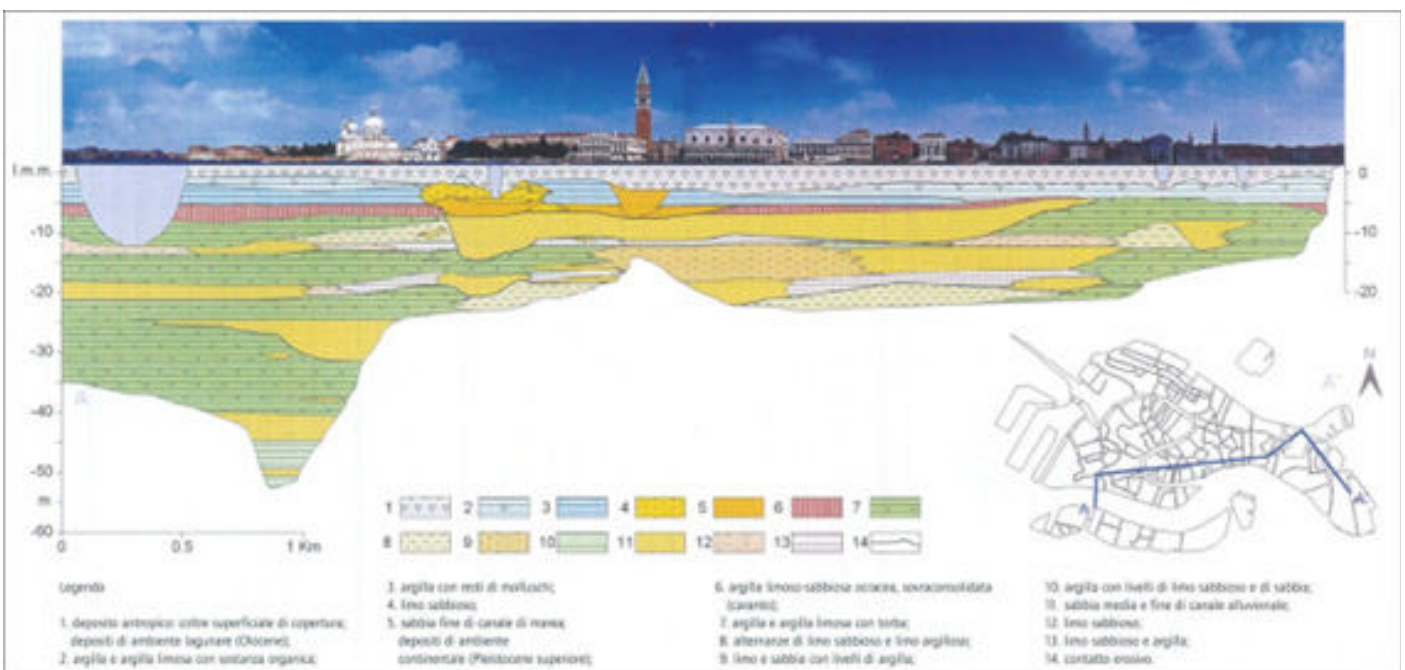 l.m.m.
0
-10
-10
-20
-20
-30
A
-40
-50
m
-60
0
0.5
1 Km
N
A'
A
A'
1
2
3
4
5
6
7
8
9
10
11
12
13
14
Legenda
1. deposito antropico: coltre superficiale di copertura;
depositi di ambiente lagunare (Olocene);
2. argilla e argilla limosa con sostanza organica;
3. argilla con resti di molluschi;
4. limo sabbioso;
5. sabbia fine di canale di marea;
depositi di ambiente
continentale (Pleistocene superiore);
6. argilla limoso-sabbiosa ocracea, sovraconsolidata
(caranto);
7. argilla e argilla limosa con torba;
8. alternanze di limo sabbioso e limo argilloso;
9. limo e sabbia con livelli di argilla;
10. argilla con livelli di limo sabbioso e di sabbia;
11. sabbia media e fine di canale alluvionale;
12. limo sabbioso;
13. limo sabbioso e argilla;
14. contatto erosivo.